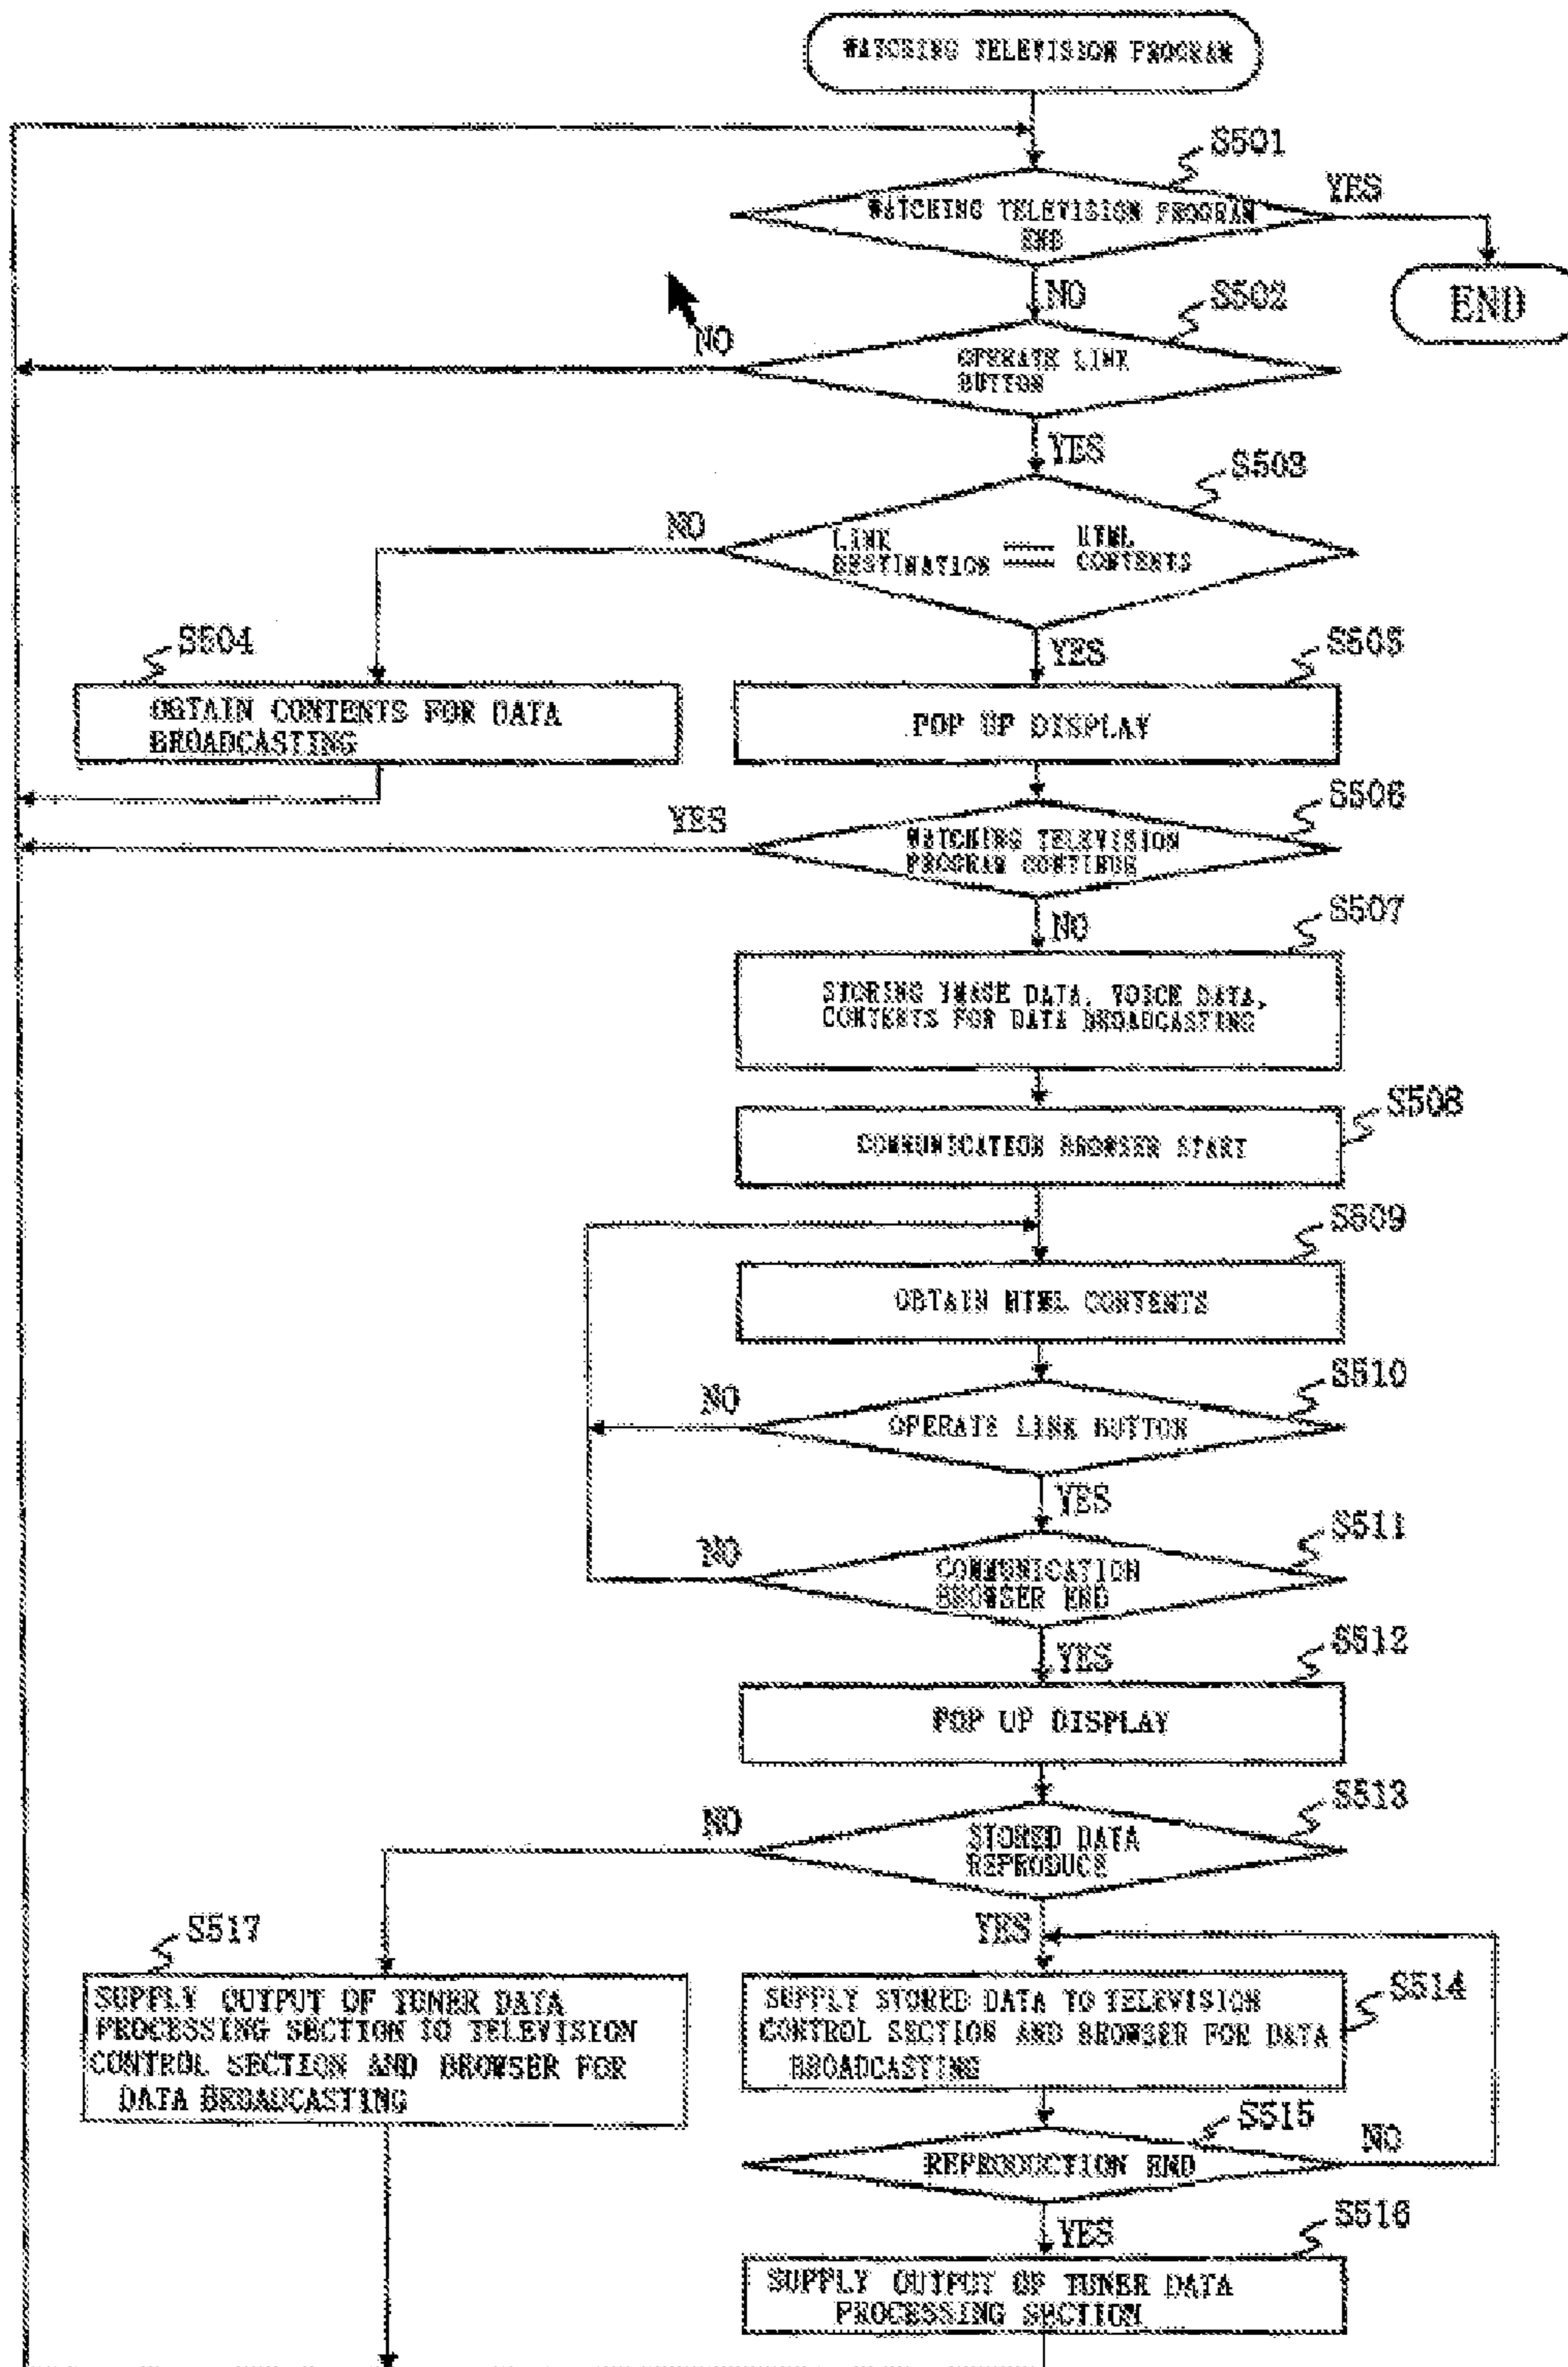 WATCHING TELEVISION PROGRAM
S501
WATCHING TELEVISION PROGRAM
END
YES
END
NO
S502
OPERATE LINK
BUTTON
NO
YES
S503
LINK
DESTINATION
HTML
CONTENTS
NO
YES
S504
OBTAIN CONTENTS FOR DATA
BROADCASTING
S505
POP UP DISPLAY
S506
WATCHING TELEVISION
PROGRAM CONTINUE
YES
NO
S507
STORING IMAGE DATA, VOICE DATA,
CONTENTS FOR DATA BROADCASTING
S508
COMMUNICATION BROWSER START
S509
OBTAIN HTML CONTENTS
S510
OPERATE LINK BUTTON
NO
YES
S511
COMMUNICATION
BROWSER END
NO
YES
S512
POP UP DISPLAY
S513
STORED DATA
REPRODUCE
NO
YES
S517
SUPPLY OUTPUT OF TUNER DATA
PROCESSING SECTION TO TELEVISION
CONTROL SECTION AND BROWSER FOR
DATA BROADCASTING
S514
SUPPLY STORED DATA TO TELEVISION
CONTROL SECTION AND BROWSER FOR DATA
BROADCASTING
S515
REPRODUCTION END
NO
YES
S516
SUPPLY OUTPUT OF TUNER DATA
PROCESSING SECTION